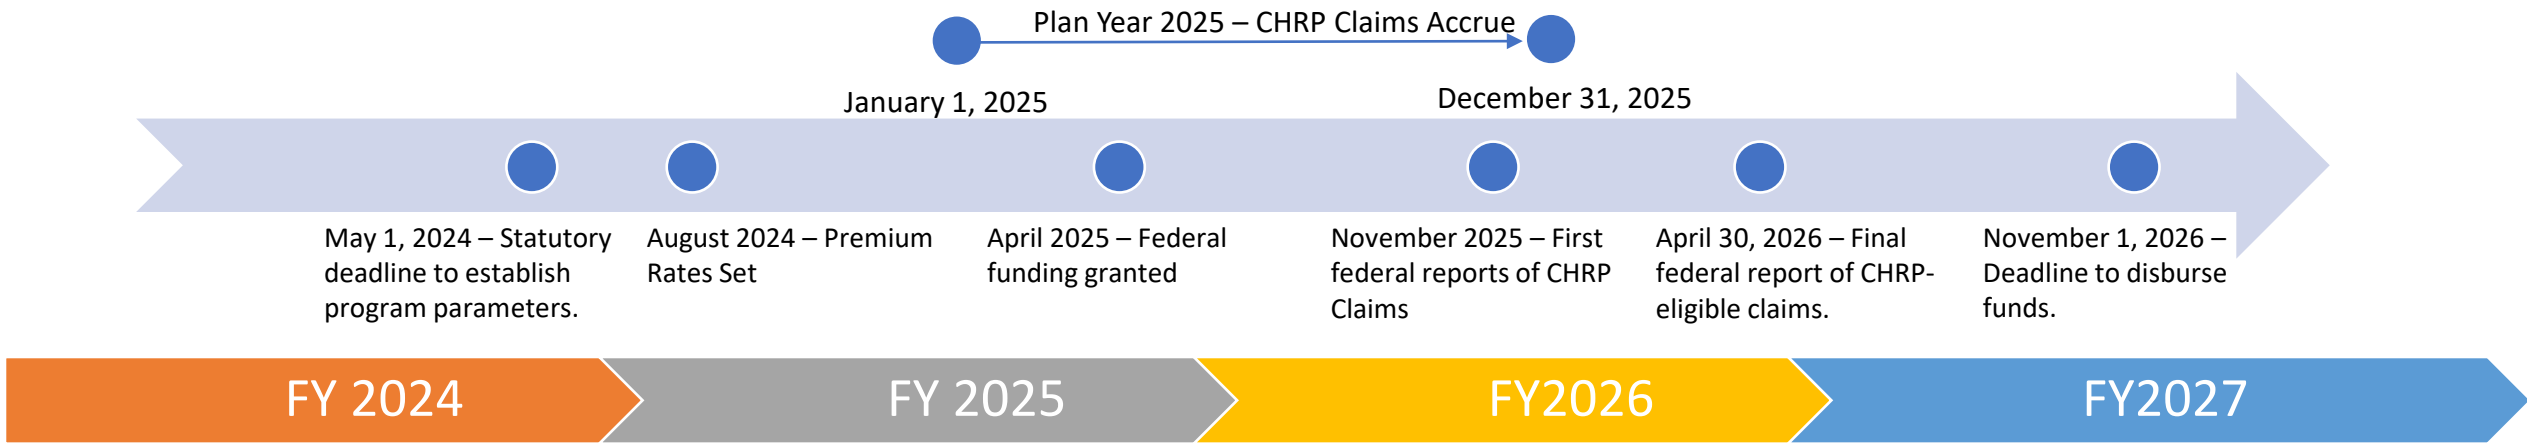 Plan Year 2025 – CHRP Claims Accrue
January 1, 2025
December 31, 2025
May 1, 2024 – Statutory
deadline to establish
program parameters.
August 2024 – Premium
Rates Set
April 2025 – Federal
funding granted
November 2025 – First
federal reports of CHRP
Claims
April 30, 2026 – Final
federal report of CHRP-
eligible claims.
November 1, 2026 –
Deadline to disburse
funds.
FY 2024
FY 2025
FY2026
FY2027